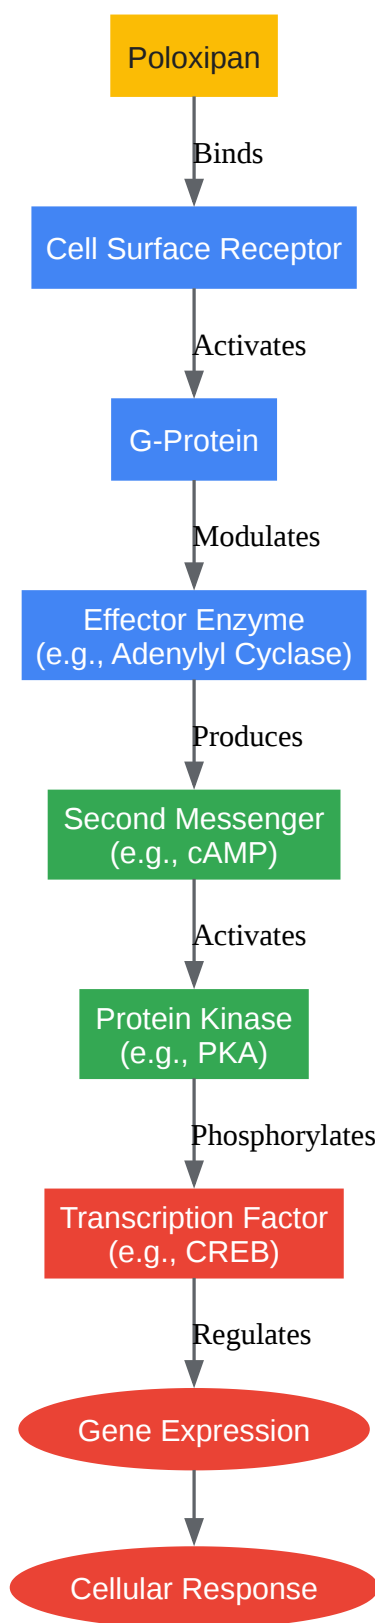 Poloxipan
Binds
Cell Surface Receptor
Activates
G-Protein
Modulates
Effector Enzyme
(e.g., Adenylyl Cyclase)
Produces
Second Messenger
(e.g., cAMP)
Activates
Protein Kinase
(e.g., PKA)
Phosphorylates
Transcription Factor
(e.g., CREB)
Regulates
Gene Expression
Cellular Response